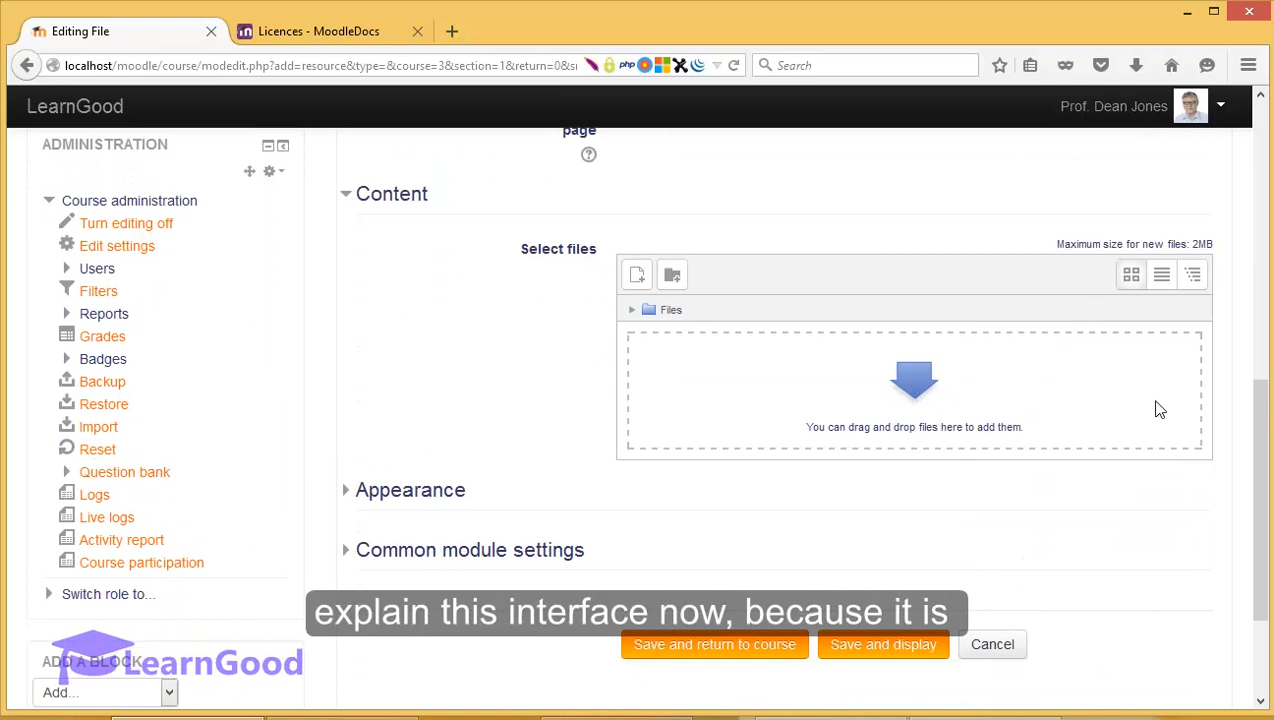 Editing File
Licences - MoodleDocs
localhost/moodle/course/modedit.php?add=resource&type=&course=3&section=1&return=0&s
php
Search
LearnGood
Prof. Dean Jones
ADMINISTRATION
Course administration
Turn editing off
Edit settings
Users
Filters
Reports
Grades
Badges
Backup
Restore
Import
Reset
Question bank
Logs
Live logs
Activity report
Course participation
Switch role to...
ADD A BLOCK
LearnGood
Add...
page
Content
Select files
Maximum size for new files: 2MB
Files
You can drag and drop files here to add them.
Appearance
Common module settings
explain this interface now, because it is
Save and return to course
Save and display
Cancel